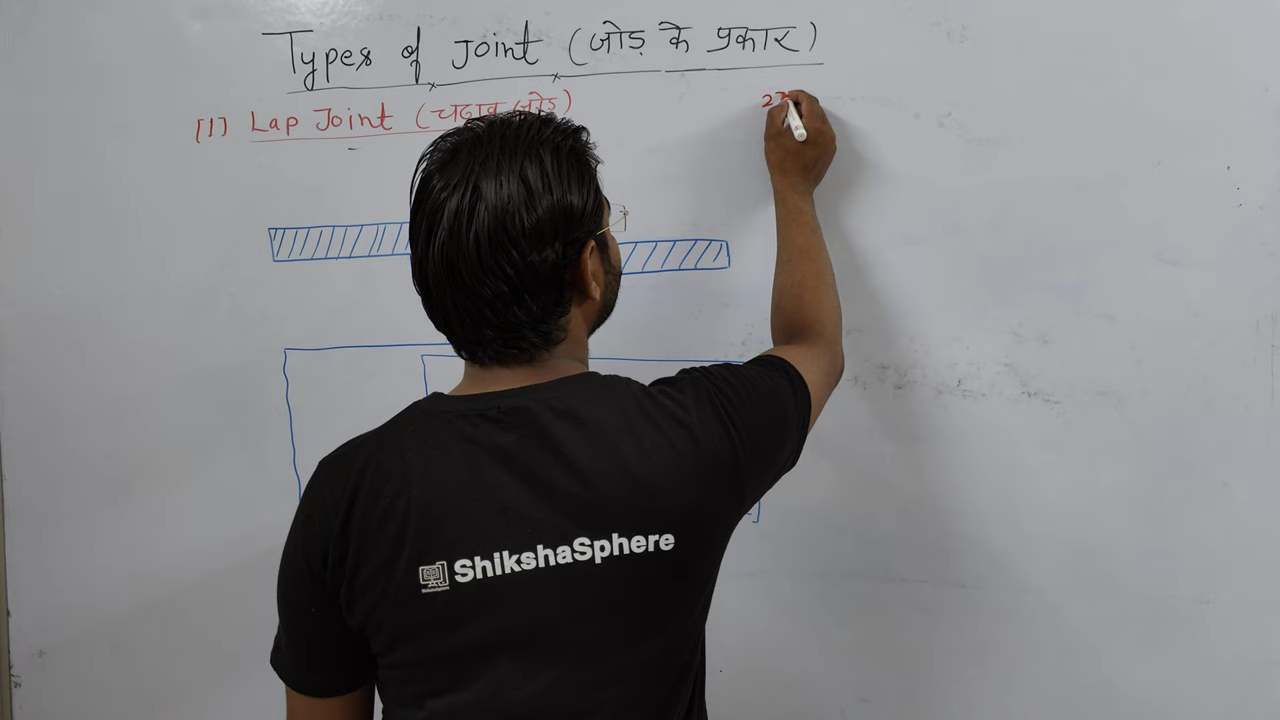 Types of Joint (जोड़ के प्रकार)
[1] Lap Joint (चढ़ाव जोड़)
ShikshaSphere